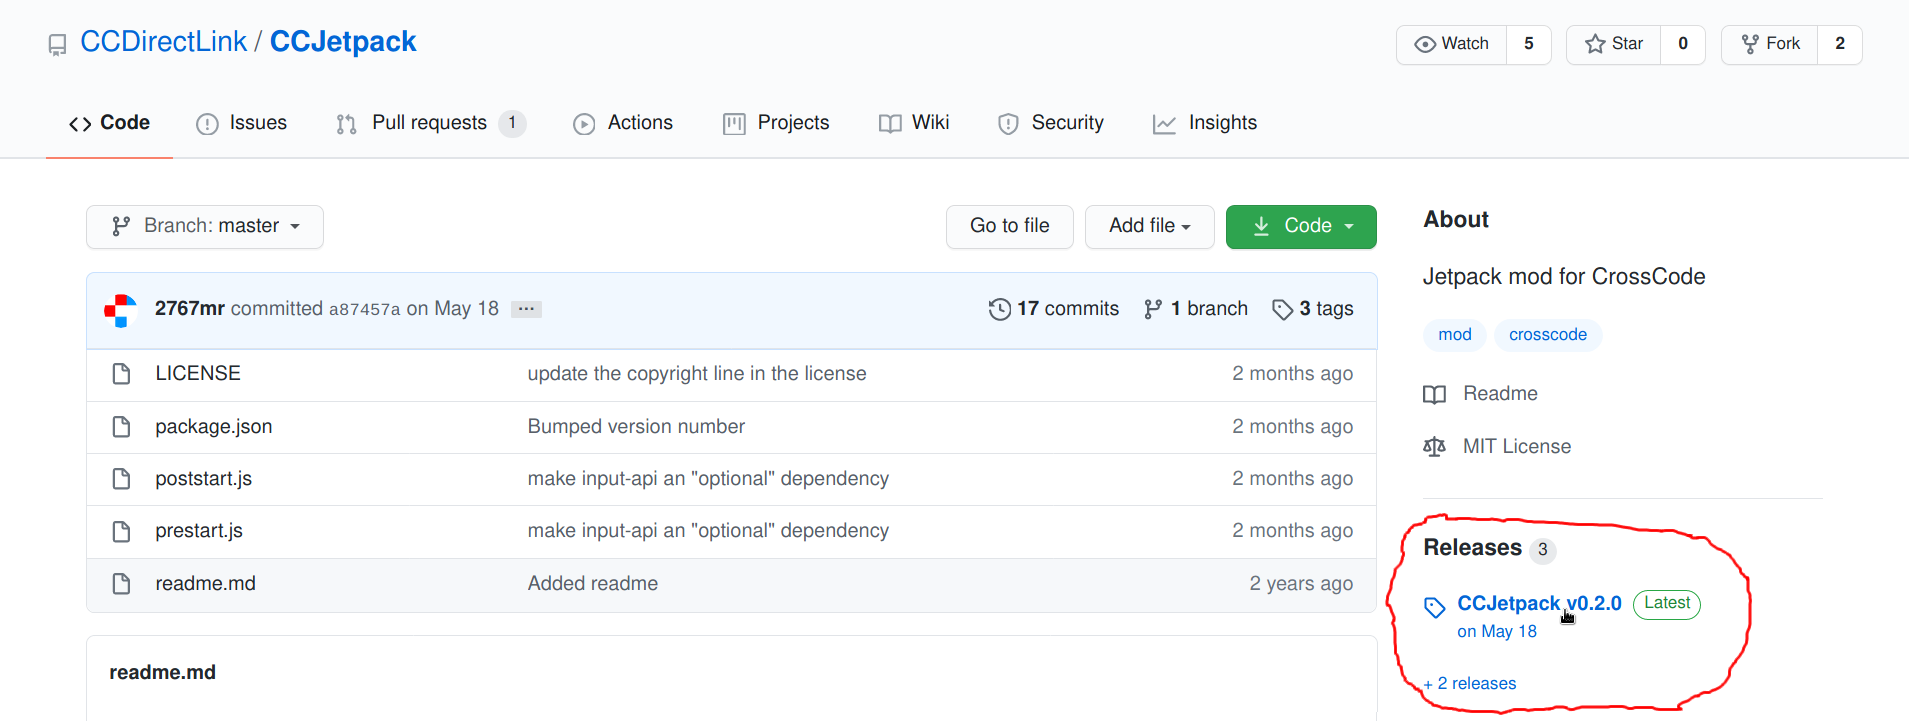 CCDirectLink / CCJetpack
Watch 5 Star 0 Fork 2
Code Issues Pull requests 1 Actions Projects Wiki Security Insights
Branch: master Go to file Add file Code
2767mr committed a87457a on May 18 ... 17 commits 1 branch 3 tags
LICENSE update the copyright line in the license 2 months ago
package.json Bumped version number 2 months ago
poststart.js make input-api an "optional" dependency 2 months ago
prestart.js make input-api an "optional" dependency 2 months ago
readme.md Added readme 2 years ago
readme.md
About
Jetpack mod for CrossCode
mod crosscode
Readme
MIT License
Releases 3
CCJetpack v0.2.0 Latest
on May 18
+ 2 releases